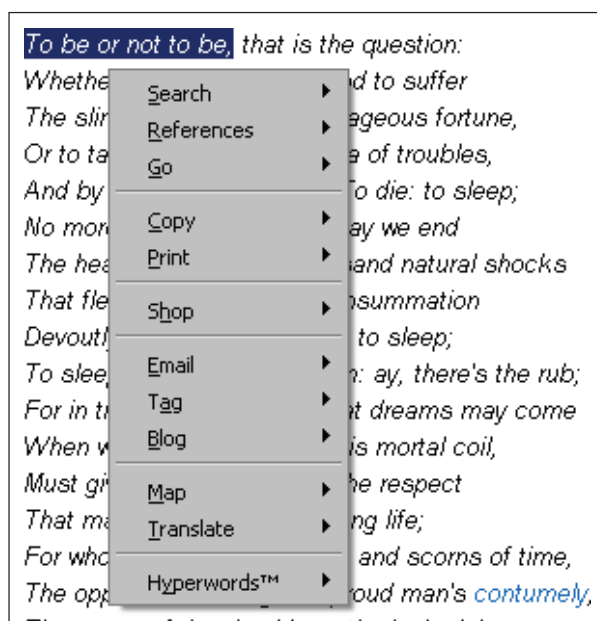 To be or not to be, that is the question:
Whethe d to suffer
The sli ageous fortune,
Or to ta a of troubles,
And by o die: to sleep;
No mor ay we end
The hea and natural shocks
That fle nsummation
Devoutl to sleep;
To slee : ay, there's the rub;
For in t t dreams may come
When w is mortal coil,
Must gi he respect
That ma ng life;
For who and scorns of time,
The opp roud man's contumely,
Search
References
Go
Copy
Print
Shop
Email
Tag
Blog
Map
Translate
Hyperwords™